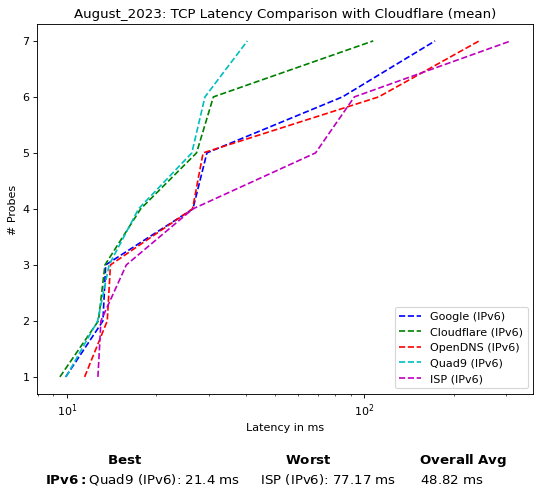 August_2023: TCP Latency Comparison with Cloudflare (mean)
7
6
5
4
3
2
1
# Probes
Google (IPv6)
Cloudflare (IPv6)
OpenDNS (IPv6)
Quad9 (IPv6)
ISP (IPv6)
10¹ 10²
Latency in ms
Best Worst Overall Avg
IPv6: Quad9 (IPv6): 21.4 ms ISP (IPv6): 77.17 ms 48.82 ms